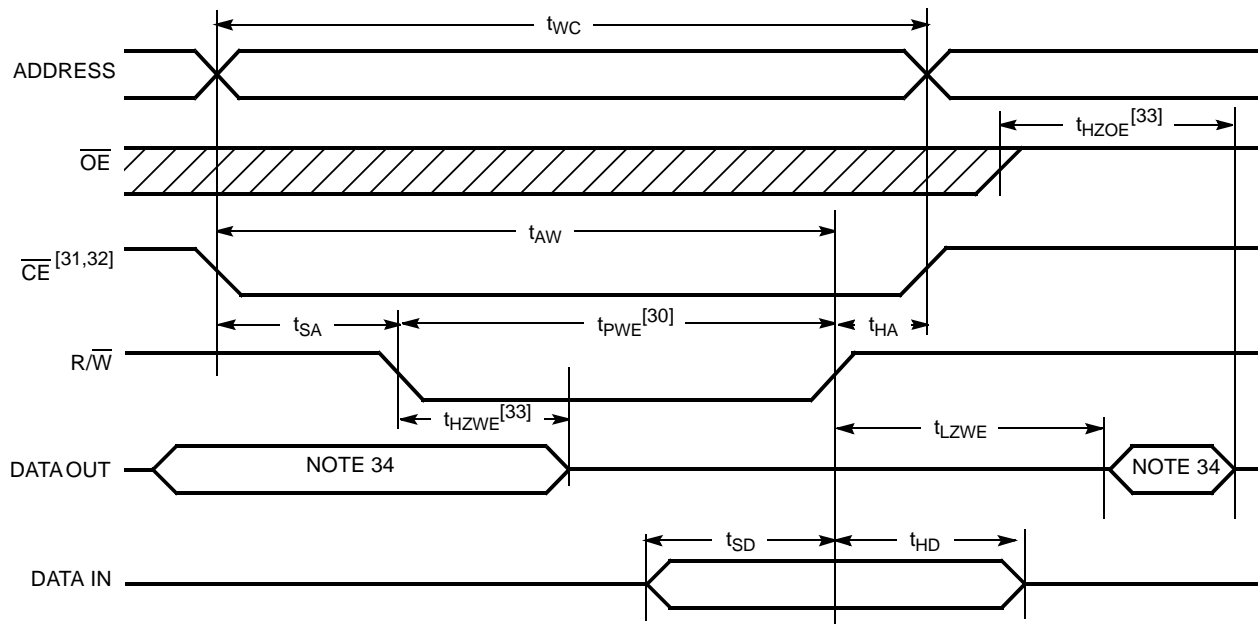 tWC
ADDRESS
tHZOE[33]
OE
tAW
CE[31,32]
tSA
tPWE[30]
tHA
R/W
tHZWE[33]
tLZWE
DATA OUT
NOTE 34
NOTE 34
tSD
tHD
DATA IN